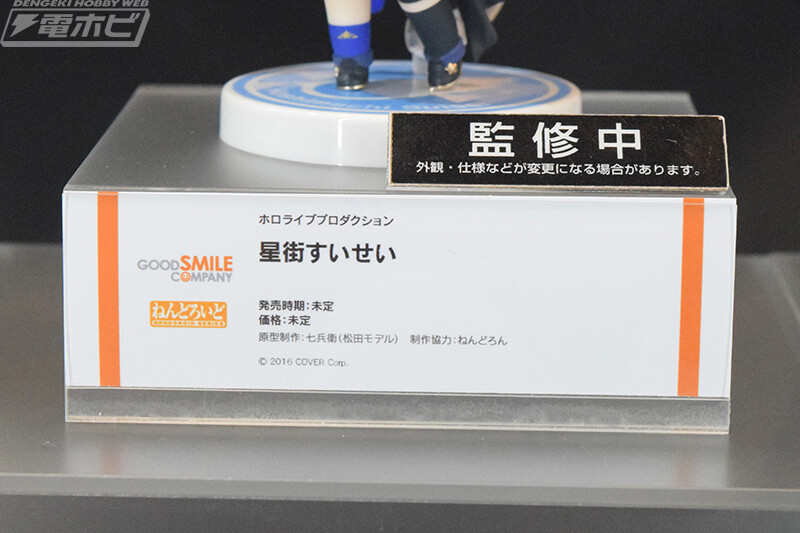 DENGEKI HOBBY WEB
電ホビ
監修中
外観・仕様などが変更になる場合があります。
ホロライブプロダクション
星街すいせい
GOODSMILE
COMPANY
ねんどろいど
NENDOROID SERIES
発売時期：未定
価格：未定
原型制作：七兵衛（松田モデル） 制作協力：ねんどろん
© 2016 COVER Corp.